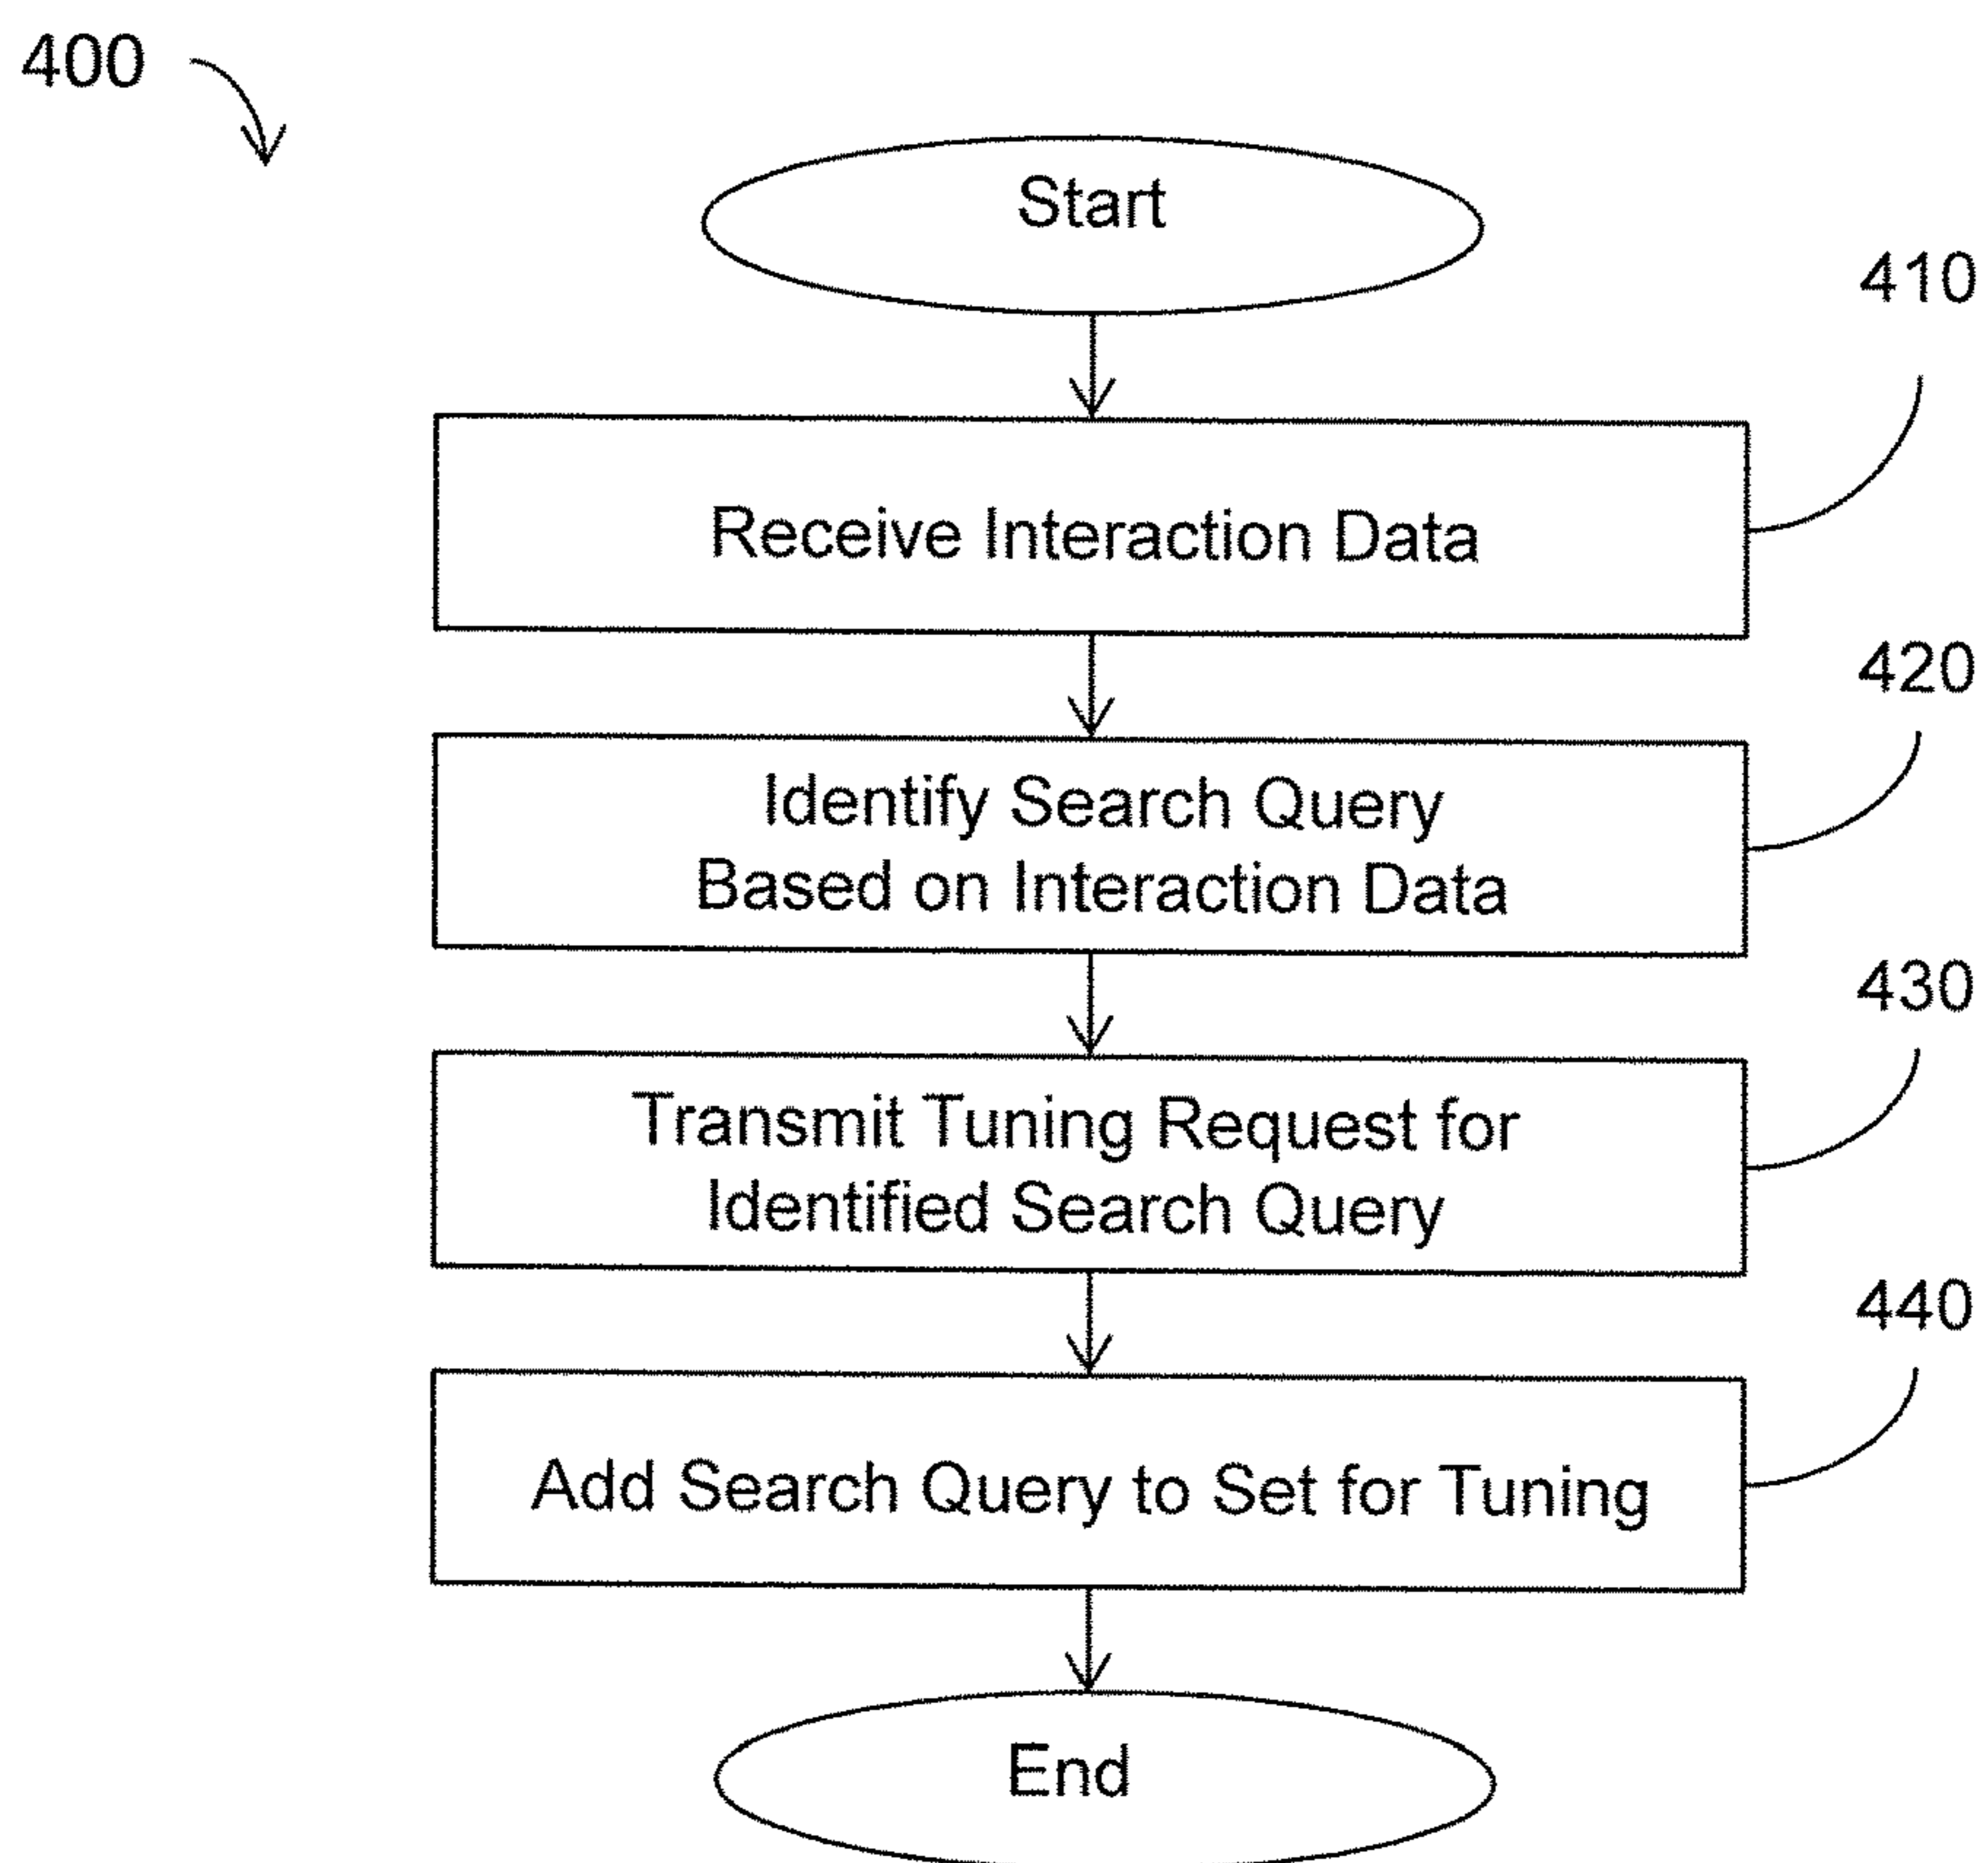 400
Start
410
Receive Interaction Data
420
Identify Search Query
Based on Interaction Data
430
Transmit Tuning Request for
Identified Search Query
440
Add Search Query to Set for Tuning
End